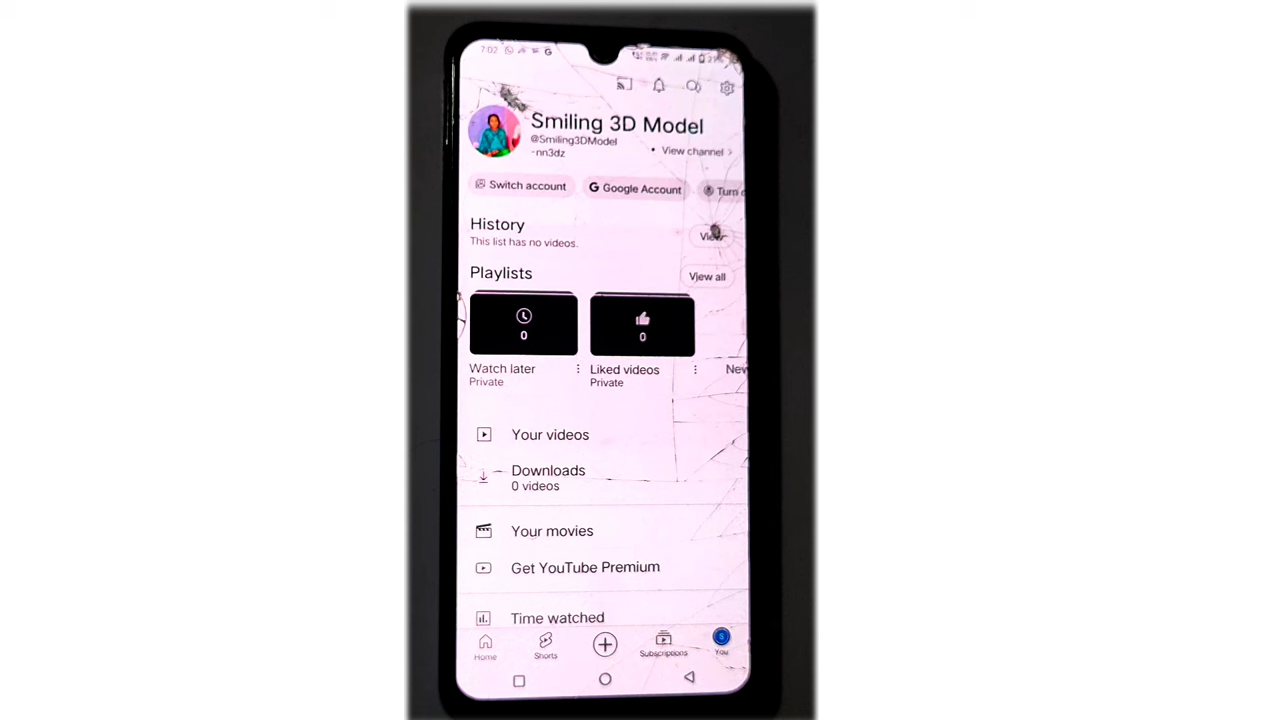 7:02
Smiling 3D Model
@Smiling3DModel
-nn3dz
• View channel >
Switch account
G Google Account
Turn
History
This list has no videos.
View
Playlists
View all
0
0
Watch later
Private
Liked videos
Private
New
Your videos
Downloads
0 videos
Your movies
Get YouTube Premium
Time watched
Home
Shorts
Subscriptions
S
You